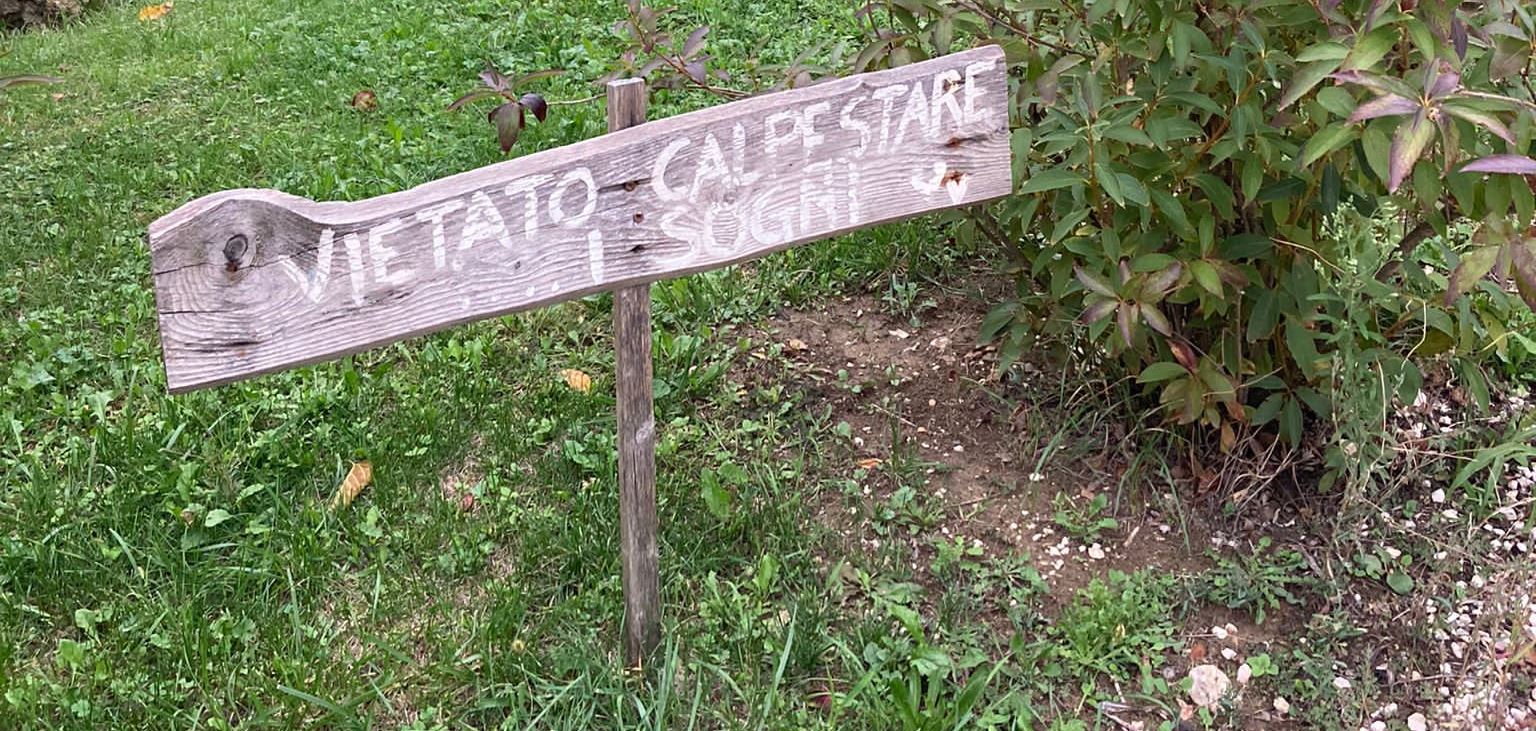 VIETATO CALPESTARE
I SOGNI